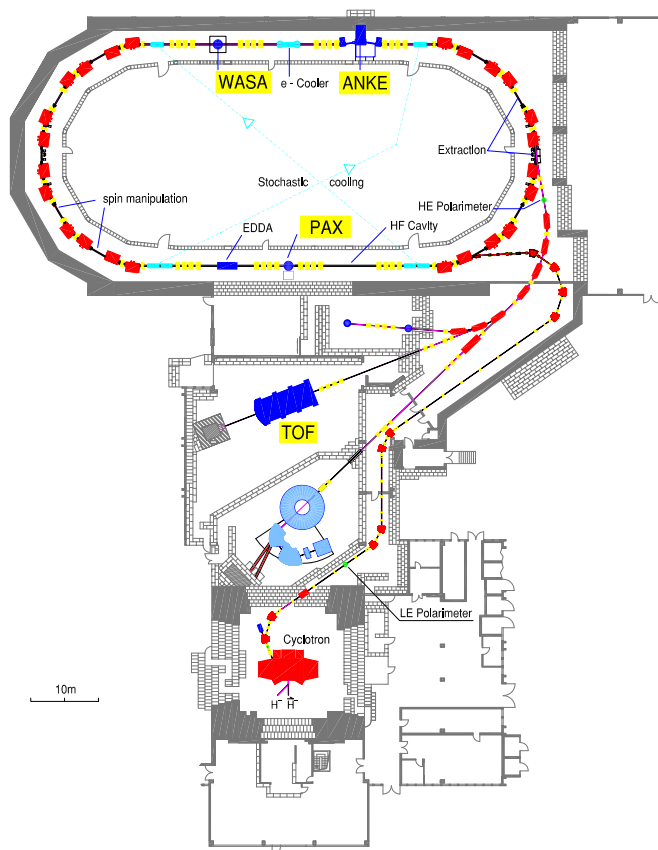 WASA
e - Cooler
ANKE
Extraction
Stochastic cooling
HE Polarimeter
spin manipulation
EDDA
PAX
HF Cavity
TOF
LE Polarimeter
Cyclotron
10m
H⁻ H⃗⁻